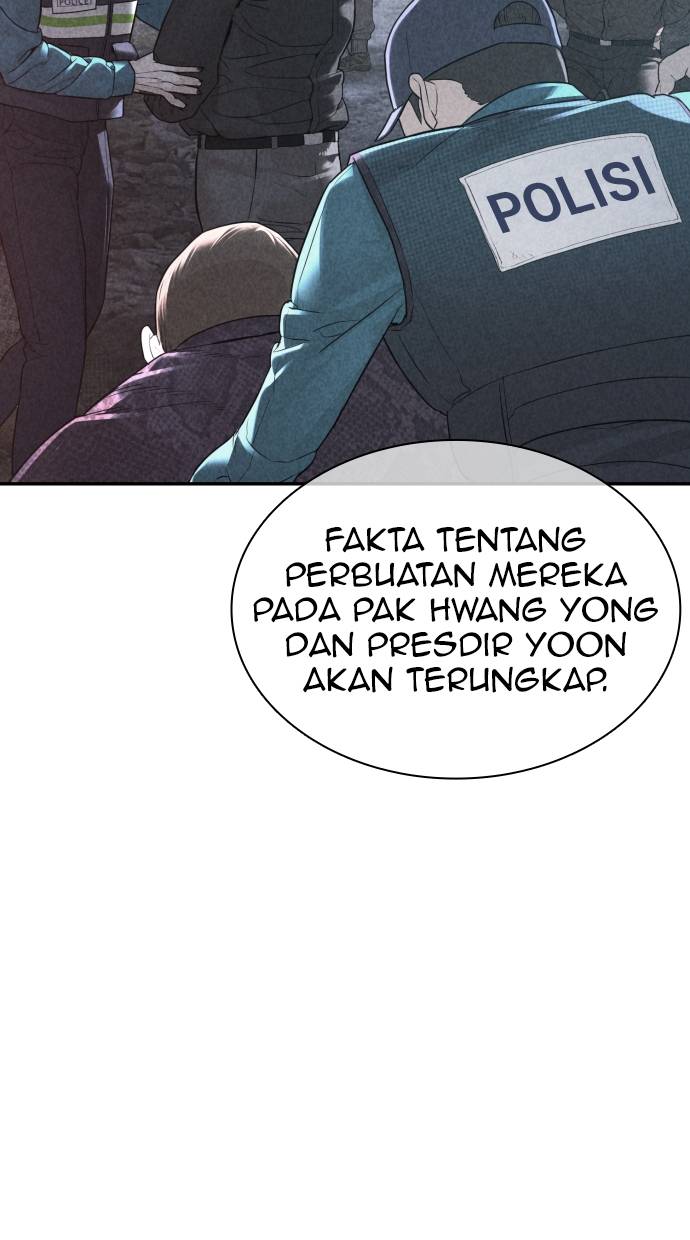 POLICE
POLISI
FAKTA TENTANG
PERBUATAN MEREKA
PADA PAK HWANG YONG
DAN PRESDIR YOON
AKAN TERUNGKAP.